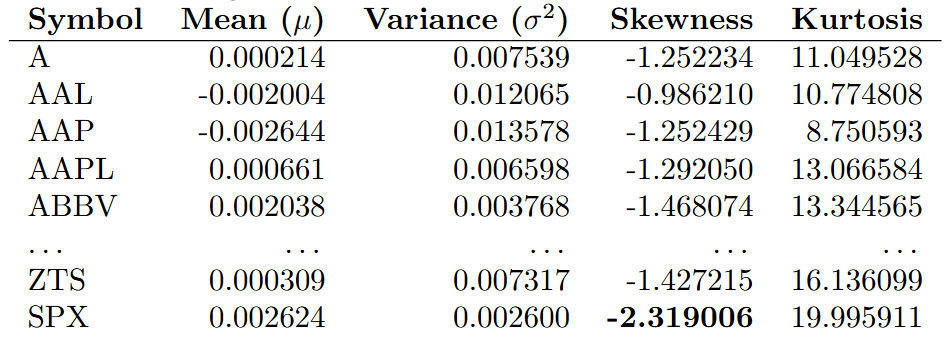 Symbol Mean (μ) Variance (σ²) Skewness Kurtosis
A 0.000214 0.007539 -1.252234 11.049528
AAL -0.002004 0.012065 -0.986210 10.774808
AAP -0.002644 0.013578 -1.252429 8.750593
AAPL 0.000661 0.006598 -1.292050 13.066584
ABBV 0.002038 0.003768 -1.468074 13.344565
... ... ... ... ...
ZTS 0.000309 0.007317 -1.427215 16.136099
SPX 0.002624 0.002600 -2.319006 19.995911